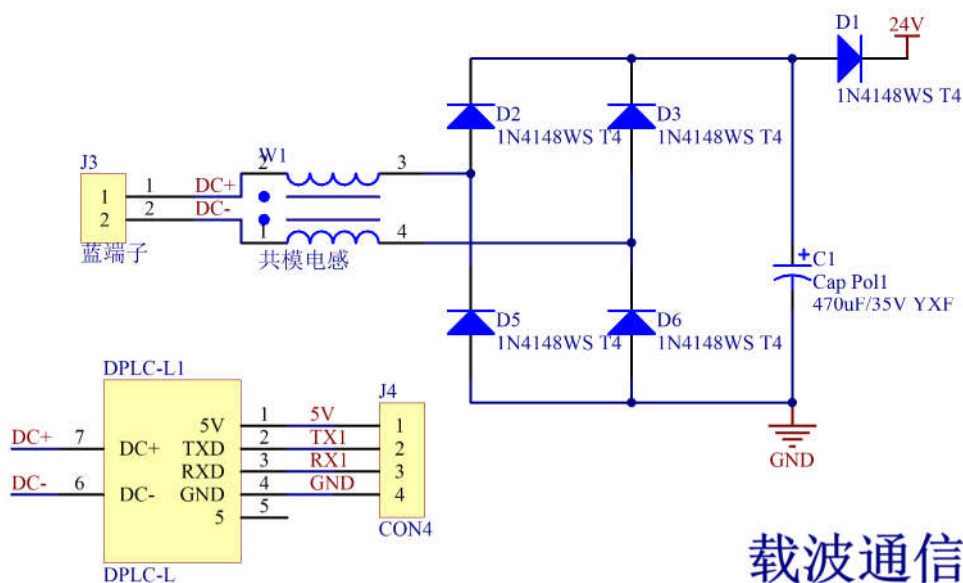 D1
24V
1N4148WS T4
D2
1N4148WS T4
D3
1N4148WS T4
J3
1
2
蓝端子
1
2
DC+
DC-
W1
2
1
3
4
共模电感
C1
Cap Pol1
470uF/35V YXF
D5
1N4148WS T4
D6
1N4148WS T4
GND
DPLC-L1
DC+
7
DC+
DC-
6
DC-
5V
1
5V
TXD
2
TX1
RXD
3
RX1
GND
4
GND
5
5
DPLC-L
J4
1
2
3
4
CON4
载波通信